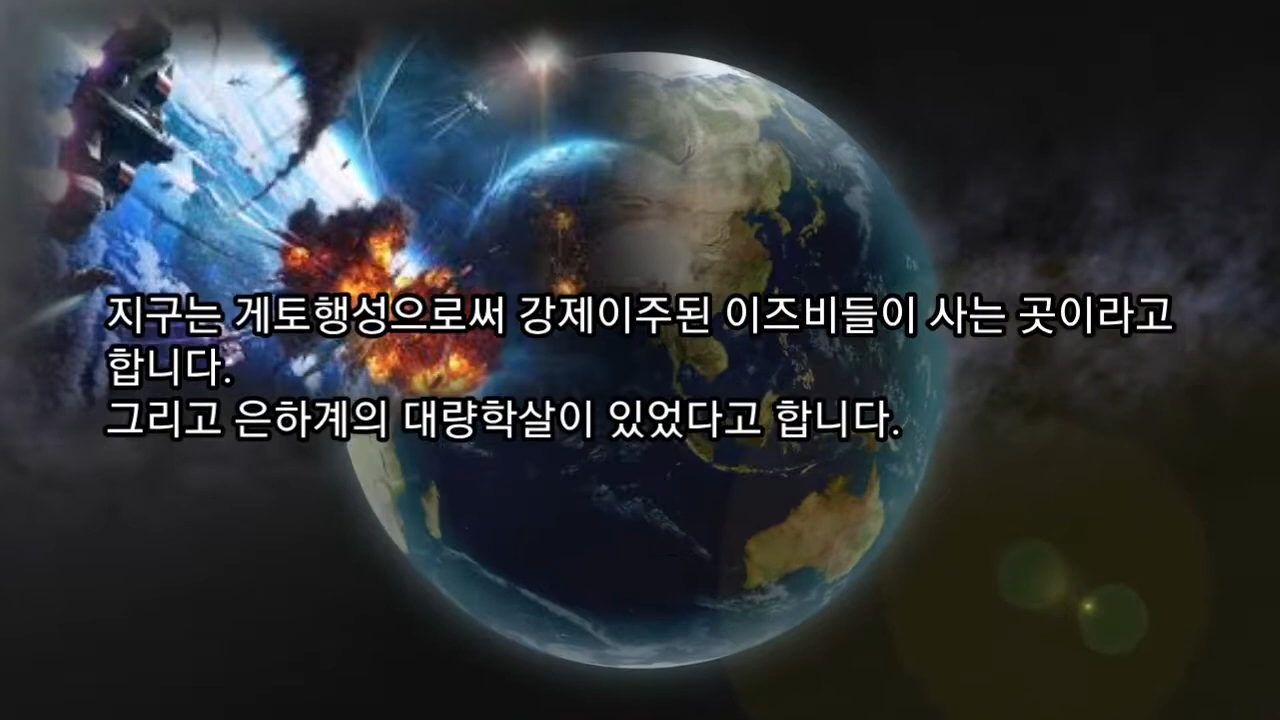 지구는 게토행성으로써 강제이주된 이즈비들이 사는 곳이라고
합니다.
그리고 은하계의 대량학살이 있었다고 합니다.